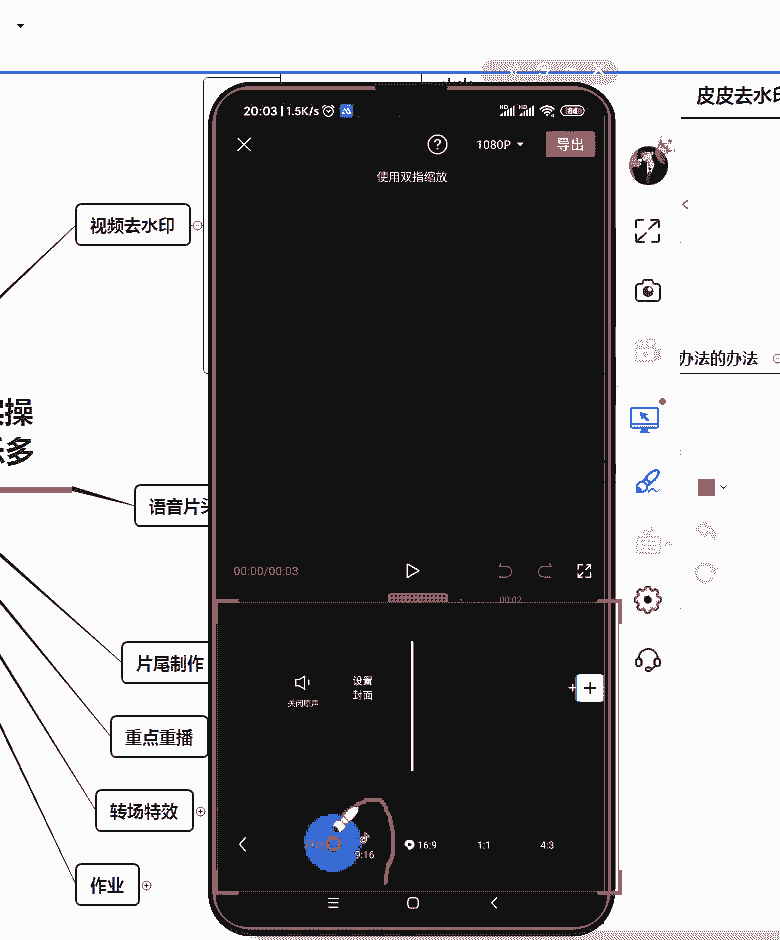 皮皮去水印
20:03 | 1.5K/s
HD HD 84
1080P
导出
使用双指缩放
视频去水印
办法的办法
操
多
语音片头
00:00/00:03
00:02
片尾制作
关闭原声
设置
封面
重点重播
转场特效
9:16
16:9
1:1
4:3
作业